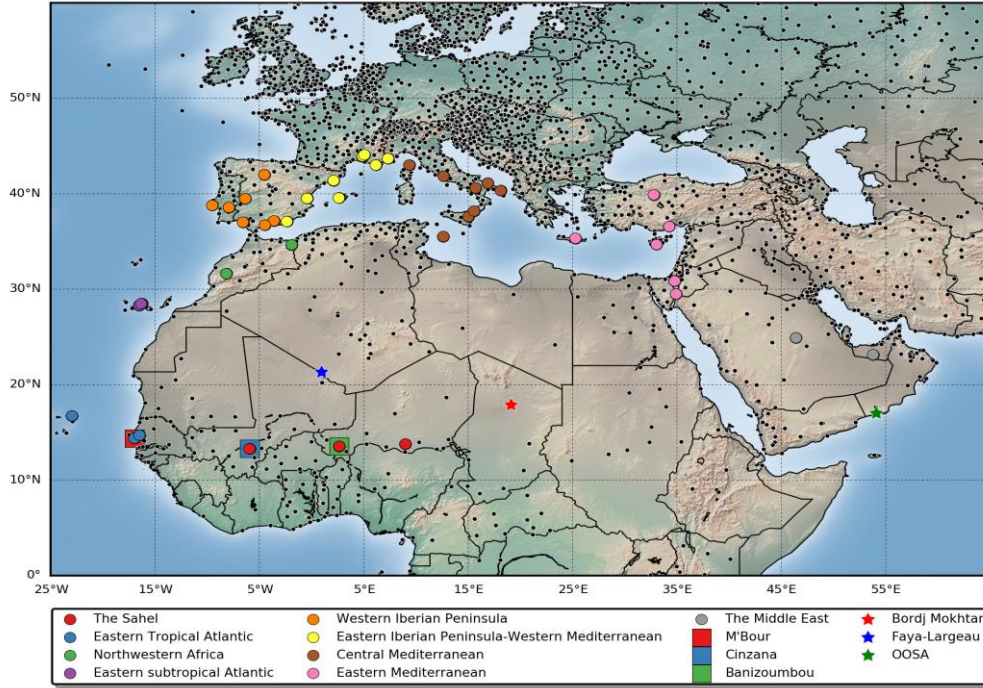 50°N
40°N
30°N
20°N
10°N
0°
25°W 15°W 5°W 5°E 15°E 25°E 35°E 45°E 55°E
The Sahel
Eastern Tropical Atlantic
Northwestern Africa
Eastern subtropical Atlantic
Western Iberian Peninsula
Eastern Iberian Peninsula-Western Mediterranean
Central Mediterranean
Eastern Mediterranean
The Middle East
M'Bour
Cinzana
Banizoumbou
Bordj Mokhtar
Faya-Largeau
OOSA